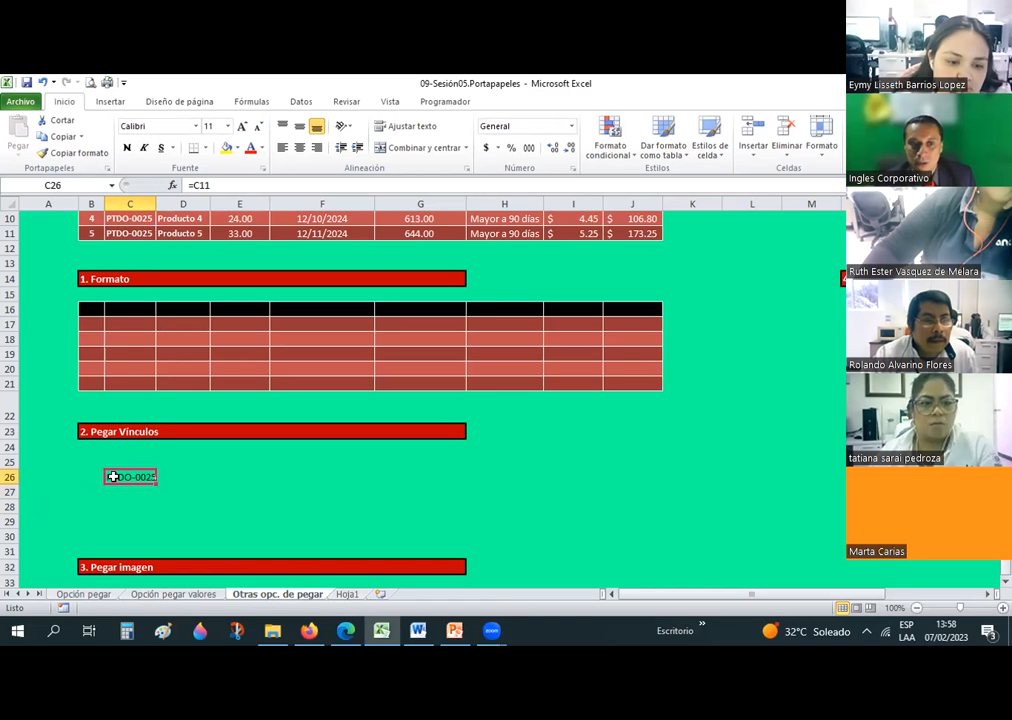 09-Sesión05.Portapapeles - Microsoft Excel
Archivo Inicio Insertar Diseño de página Fórmulas Datos Revisar Vista Programador
Pegar
Cortar
Copiar
Copiar formato
Portapapeles
Calibri 11
N K S
Fuente
Ajustar texto
Combinar y centrar
Alineación
General
$ % 000
Número
Formato condicional
Formato como tabla
Estilos de celda
Estilos
Insertar Eliminar Formato
Celdas
C26 fx =C11
A B C D E F G H I J K L M
10 4 PTDO-0025 Producto 4 24.00 12/10/2024 613.00 Mayor a 90 días $ 4.45 $ 106.80
11 5 PTDO-0025 Producto 5 33.00 12/11/2024 644.00 Mayor a 90 días $ 5.25 $ 173.25
12
13
14 1. Formato
15
16
17
18
19
20
21
22
23 2. Pegar Vínculos
24
25
26 PTDO-0025
27
28
29
30
31
32 3. Pegar imagen
33
Opción pegar Opción pegar valores Otras opc. de pegar Hoja1
Listo 100%
Escritorio 32°C Soleado ESP LAA 13:58 07/02/2023 3
Eymy Lisseth Barrios Lopez
Ingles Corporativo
Ruth Ester Vásquez de Melara
Rolando Alvarino Flores
tatiana sarai pedroza
Marta Carias